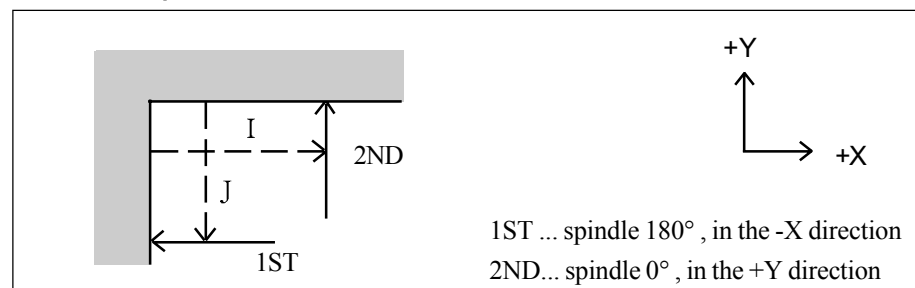 +Y
I
2ND
+X
J
1ST
1ST ... spindle 180° , in the -X direction
2ND... spindle 0° , in the +Y direction